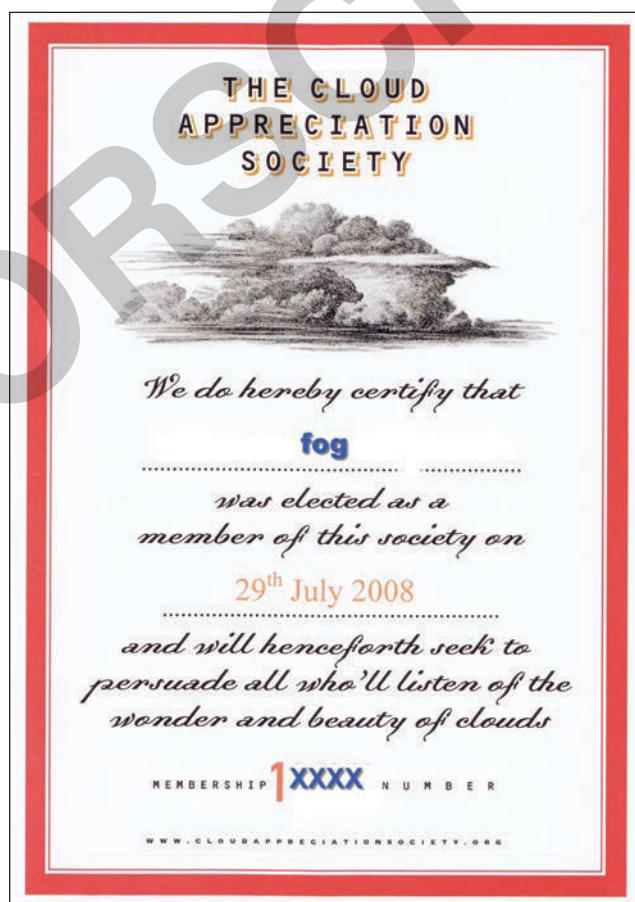 THE CLOUD
APPRECIATION
SOCIETY
We do hereby certify that
fog
was elected as a
member of this society on
29th July 2008
and will henceforth seek to
persuade all who'll listen of the
wonder and beauty of clouds
MEMBERSHIP 1XXXX NUMBER
WWW.CLOUDAPPRECIATIONSOCIETY.ORG